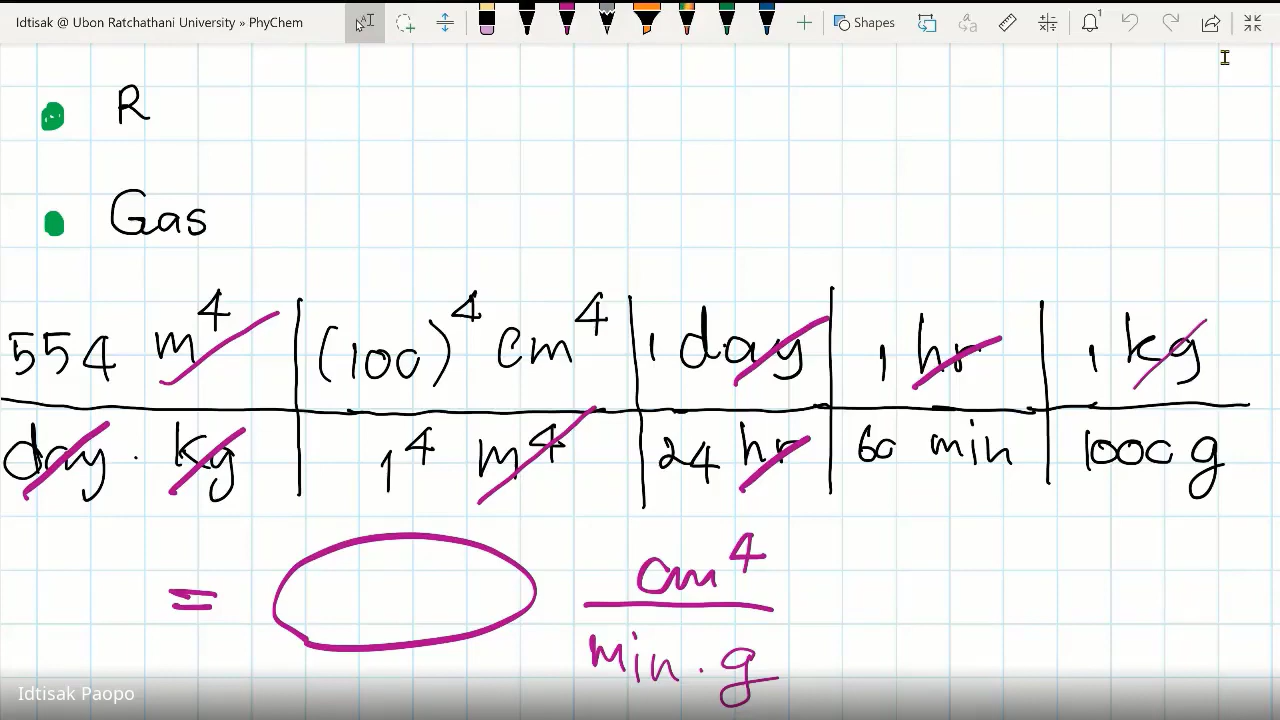 Idtisak @ Ubon Ratchathani University » PhyChem
Shapes
1
R
Gas
554 m⁴ | (100)⁴ cm⁴ | 1 day | 1 hr | 1 kg
day · kg | 1⁴ m⁴ | 24 hr | 60 min | 1000 g
= cm⁴
min · g
Idtisak Paopo